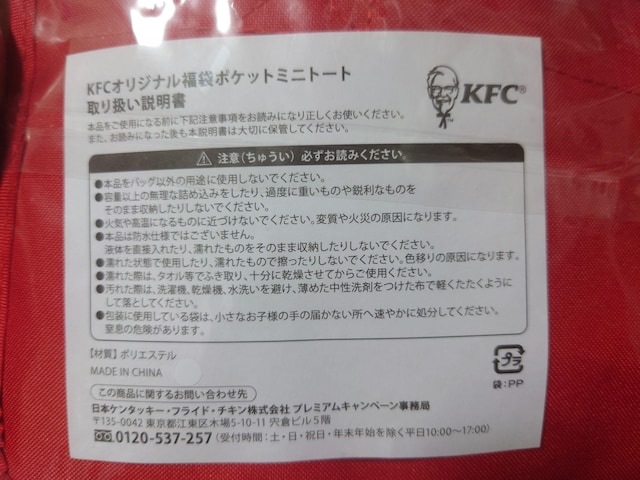 KFCオリジナル福袋ポケットミニトート
取り扱い説明書
KFC®
本品をご使用になる前に下記注意事項をお読みになり正しくお使いください。
また、お読みになった後も本説明書は大切に保管してください。
注意(ちゅうい) 必ずお読みください
●本品をバッグ以外の用途に使用しないでください。
●容量以上の無理な詰め込みをしたり、過度に重いものや鋭利なものを
そのまま収納したりしないでください。
●火気や高温になるものに近づけないでください。変質や火災の原因になります。
●本品は防水仕様ではございません。
液体を直接入れたり、濡れたものをそのまま収納したりしないでください。
●濡れた状態で使用したり、濡れたもので擦ったりしないでください。色移りの原因になります。
●濡れた際は、タオル等でふき取り、十分に乾燥させてからご使用ください。
●汚れた際は、洗濯機、乾燥機、水洗いを避け、薄めた中性洗剤をつけた布で軽くたたくように
して落としてください。
●包装に使用している袋は、小さなお子様の手の届かない所へ速やかに処分してください。
窒息の危険があります。
【材質】ポリエステル
MADE IN CHINA
プラ
袋:PP
この商品に関するお問い合わせ先
日本ケンタッキー・フライド・チキン株式会社 プレミアムキャンペーン事務局
〒135-0042 東京都江東区木場5-10-11 宍倉ビル5階
0120-537-257(受付時間:土・日・祝日・年末年始を除く平日10:00～17:00)